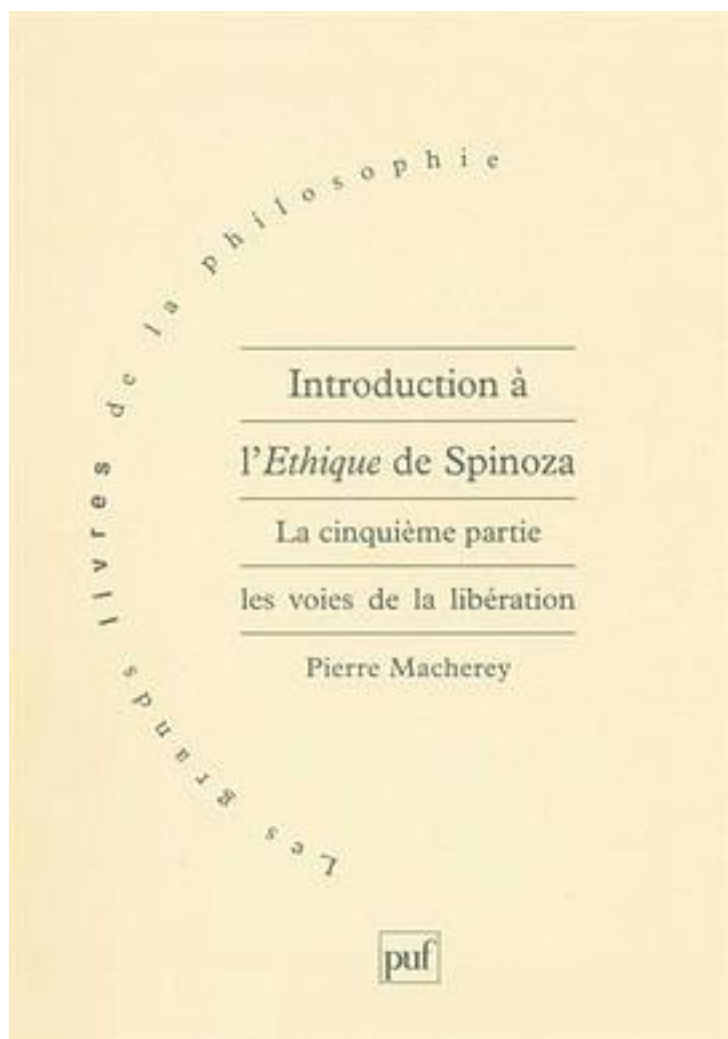 Les grands livres de la philosophie
Introduction à
l'Ethique de Spinoza
La cinquième partie
les voies de la libération
Pierre Macherey
puf